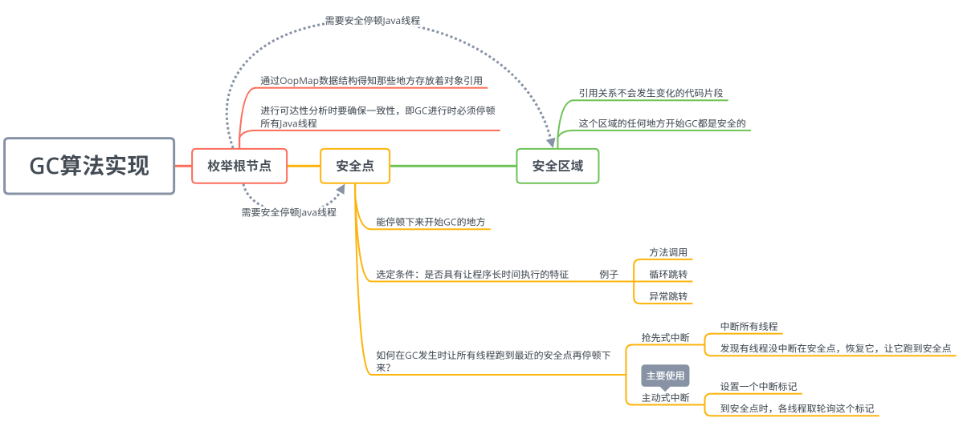 需要安全停顿Java线程
通过OopMap数据结构得知那些地方存放着对象引用
进行可达性分析时要确保一致性，即GC进行时必须停顿
所有Java线程
引用关系不会发生变化的代码片段
这个区域的任何地方开始GC都是安全的
GC算法实现
枚举根节点
安全点
安全区域
需要安全停顿Java线程
能停顿下来开始GC的地方
选定条件：是否具有让程序长时间执行的特征
例子
方法调用
循环跳转
异常跳转
如何在GC发生时让所有线程跑到最近的安全点再停顿下
来？
抢先式中断
中断所有线程
发现有线程没中断在安全点，恢复它，让它跑到安全点
主要使用
主动式中断
设置一个中断标记
到安全点时，各线程取轮询这个标记